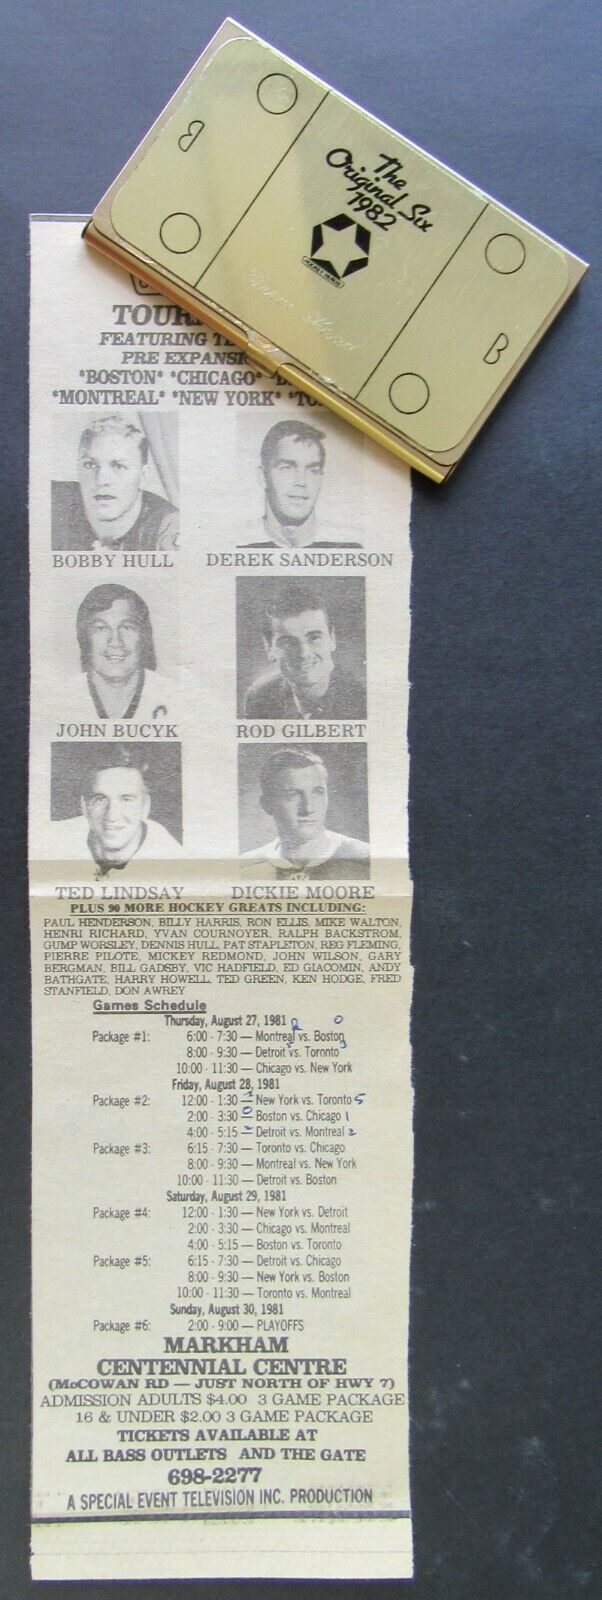 The
Original Six
1982
B
B
TOUR
FEATURING
PRE EXPANS
*BOSTON* *CHICAGO*
*MONTREAL* *NEW YORK*
BOBBY HULL DEREK SANDERSON
JOHN BUCYK ROD GILBERT
TED LINDSAY DICKIE MOORE
PLUS 90 MORE HOCKEY GREATS INCLUDING:
PAUL HENDERSON, BILLY HARRIS, RON ELLIS, MIKE WALTON,
HENRI RICHARD, YVAN COURNOYER, RALPH BACKSTROM,
GUMP WORSLEY, DENNIS HULL, PAT STAPLETON, REG FLEMING,
PIERRE PILOTE, MICKEY REDMOND, JOHN WILSON, GARY
BERGMAN, BILL GADSBY, VIC HADFIELD, ED GIACOMIN, ANDY
BATHGATE, HARRY HOWELL, TED GREEN, KEN HODGE, FRED
STANFIELD, DON AWREY
Games Schedule
Thursday, August 27, 1981
Package #1: 6:00 - 7:30 — Montreal vs. Boston
8:00 - 9:30 — Detroit vs. Toronto 3
10:00 - 11:30 — Chicago vs. New York
Friday, August 28, 1981
Package #2: 12:00 - 1:30 — New York vs. Toronto 5
2:00 - 3:30 — Boston vs. Chicago 1
4:00 - 5:15 — Detroit vs. Montreal 2
Package #3: 6:15 - 7:30 — Toronto vs. Chicago
8:00 - 9:30 — Montreal vs. New York
10:00 - 11:30 — Detroit vs. Boston
Saturday, August 29, 1981
Package #4: 12:00 - 1:30 — New York vs. Detroit
2:00 - 3:30 — Chicago vs. Montreal
4:00 - 5:15 — Boston vs. Toronto
Package #5: 6:15 - 7:30 — Detroit vs. Chicago
8:00 - 9:30 — New York vs. Boston
10:00 - 11:30 — Toronto vs. Montreal
Sunday, August 30, 1981
Package #6: 2:00 - 9:00 — PLAYOFFS
MARKHAM
CENTENNIAL CENTRE
(McCOWAN RD — JUST NORTH OF HWY 7)
ADMISSION ADULTS $4.00 3 GAME PACKAGE
16 & UNDER $2.00 3 GAME PACKAGE
TICKETS AVAILABLE AT
ALL BASS OUTLETS AND THE GATE
698-2277
A SPECIAL EVENT TELEVISION INC. PRODUCTION